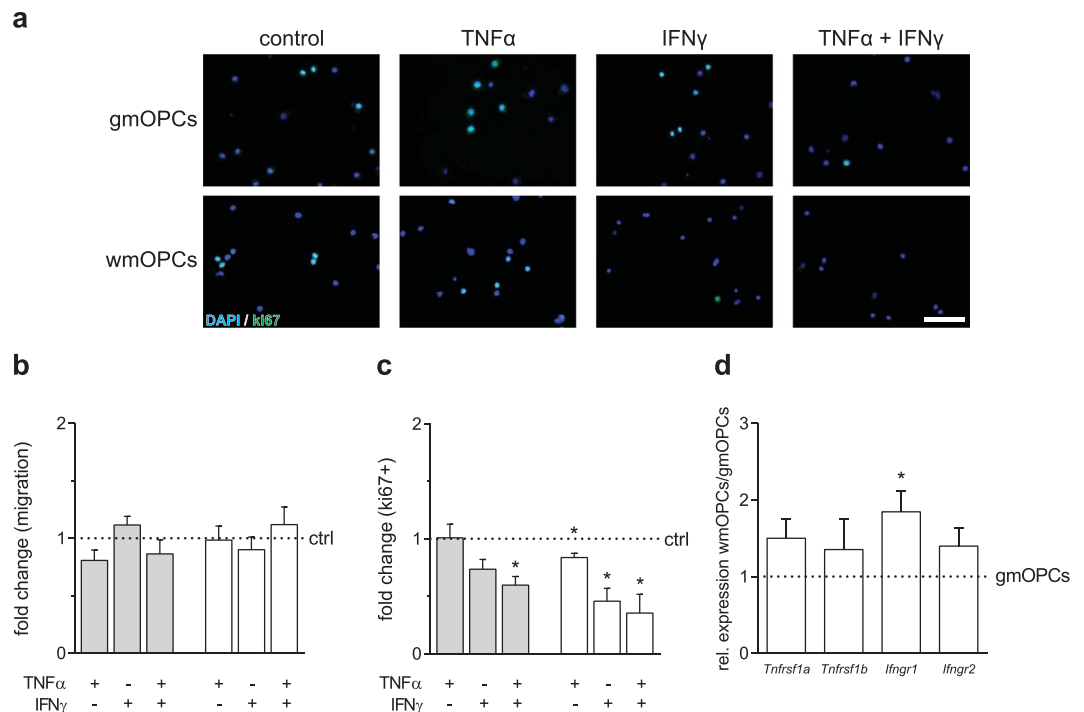 a
control TNFα IFNγ TNFα + IFNγ
gmOPCs
wmOPCs
DAPI / ki67
b
fold change (migration)
2
1
0
ctrl
TNFα + - + + - +
IFNγ - + + - + +
c
fold change (ki67+)
2
1
0
* * * *
ctrl
TNFα + - + + - +
IFNγ - + + - + +
d
rel. expression wmOPCs/gmOPCs
3
2
1
0
*
gmOPCs
Tnfrsf1a Tnfrsf1b Ifngr1 Ifngr2